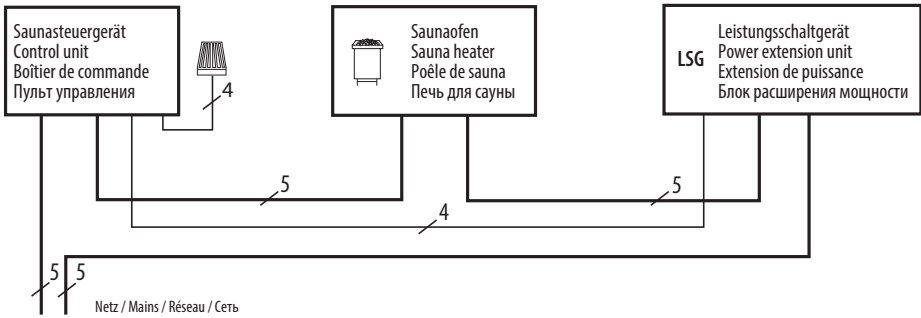 Saunasteuergerät
Control unit
Boîtier de commande
Пульт управления
4
Saunaofen
Sauna heater
Poêle de sauna
Печь для сауны
LSG
Leistungsschaltgerät
Power extension unit
Extension de puissance
Блок расширения мощности
5
5
4
5
5
Netz / Mains / Réseau / Сеть